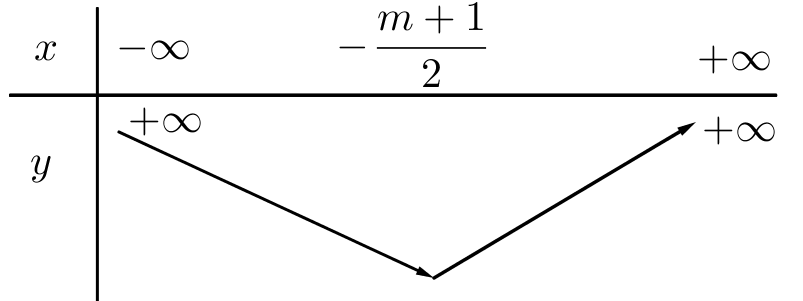 x −∞ −(m + 1)/2 +∞
y +∞ +∞